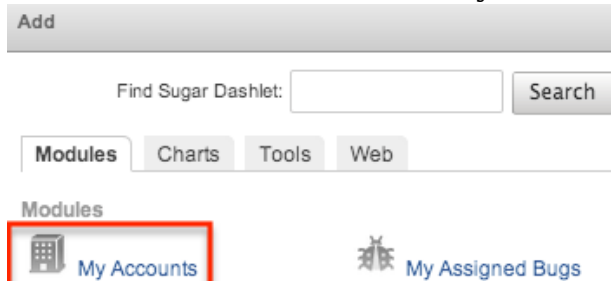 Add
Find Sugar Dashlet: Search
Modules Charts Tools Web
Modules
My Accounts My Assigned Bugs